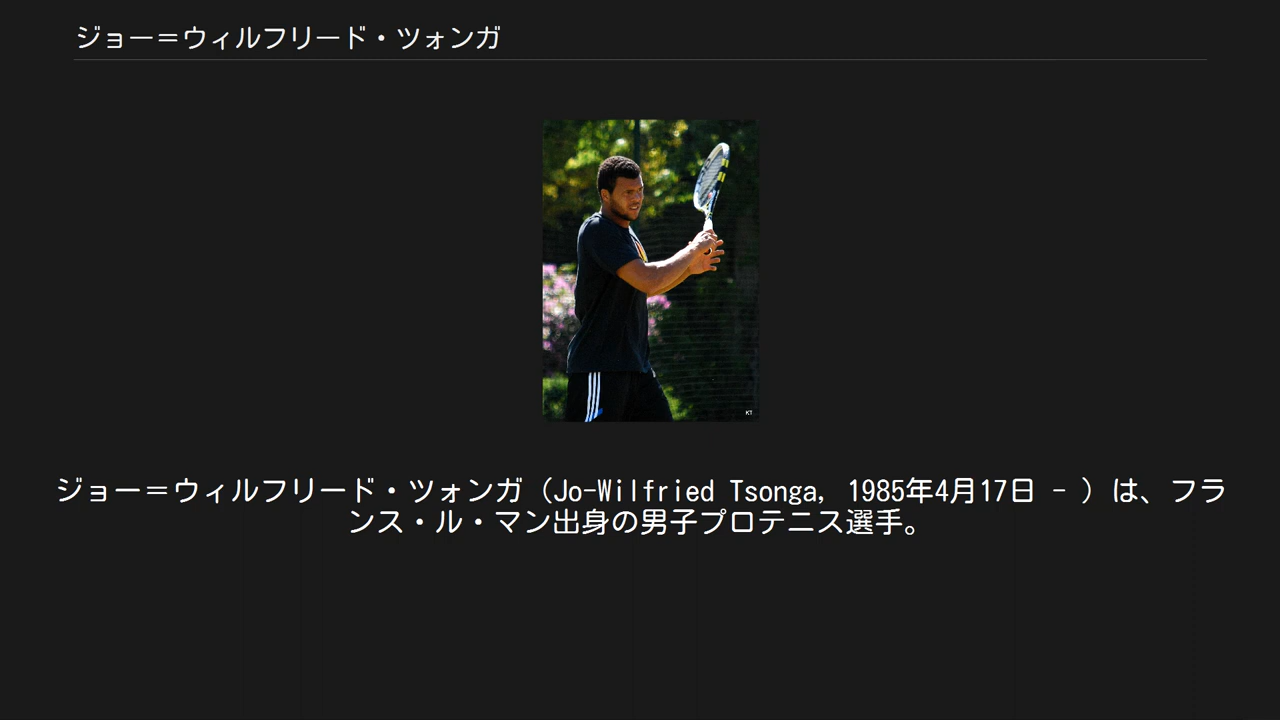 ジョー＝ウィルフリード・ツォンガ
KT
ジョー＝ウィルフリード・ツォンガ（Jo-Wilfried Tsonga, 1985年4月17日 - ）は、フラ
ンス・ル・マン出身の男子プロテニス選手。